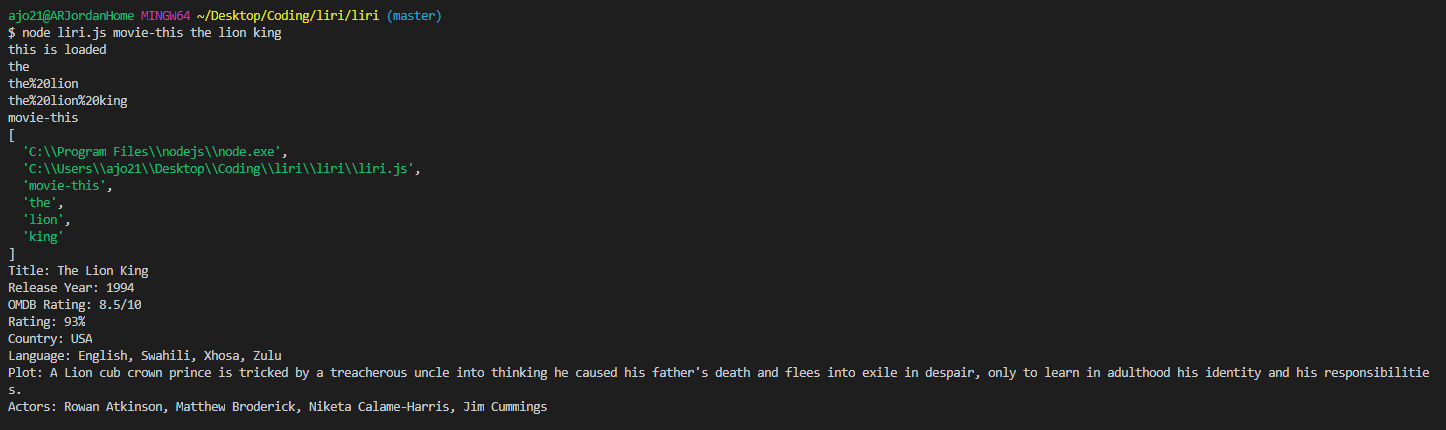 ajo21@ARJordanHome MINGW64 ~/Desktop/Coding/liri/liri (master)
$ node liri.js movie-this the lion king
this is loaded
the
the%20lion
the%20lion%20king
movie-this
[
  'C:\\Program Files\\nodejs\\node.exe',
  'C:\\Users\\ajo21\\Desktop\\Coding\\liri\\liri\\liri.js',
  'movie-this',
  'the',
  'lion',
  'king'
]
Title: The Lion King
Release Year: 1994
OMDB Rating: 8.5/10
Rating: 93%
Country: USA
Language: English, Swahili, Xhosa, Zulu
Plot: A Lion cub crown prince is tricked by a treacherous uncle into thinking he caused his father's death and flees into exile in despair, only to learn in adulthood his identity and his responsibilitie
s.
Actors: Rowan Atkinson, Matthew Broderick, Niketa Calame-Harris, Jim Cummings